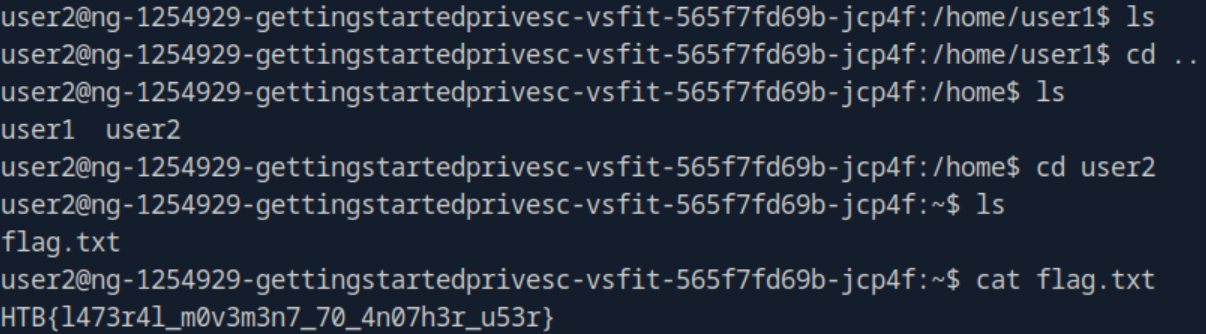 user2@ng-1254929-gettingstartedprivesc-vsfit-565f7fd69b-jcp4f:/home/user1$ ls
user2@ng-1254929-gettingstartedprivesc-vsfit-565f7fd69b-jcp4f:/home/user1$ cd ..
user2@ng-1254929-gettingstartedprivesc-vsfit-565f7fd69b-jcp4f:/home$ ls
user1  user2
user2@ng-1254929-gettingstartedprivesc-vsfit-565f7fd69b-jcp4f:/home$ cd user2
user2@ng-1254929-gettingstartedprivesc-vsfit-565f7fd69b-jcp4f:~$ ls
flag.txt
user2@ng-1254929-gettingstartedprivesc-vsfit-565f7fd69b-jcp4f:~$ cat flag.txt
HTB{l473r4l_m0v3m3n7_70_4n07h3r_u53r}